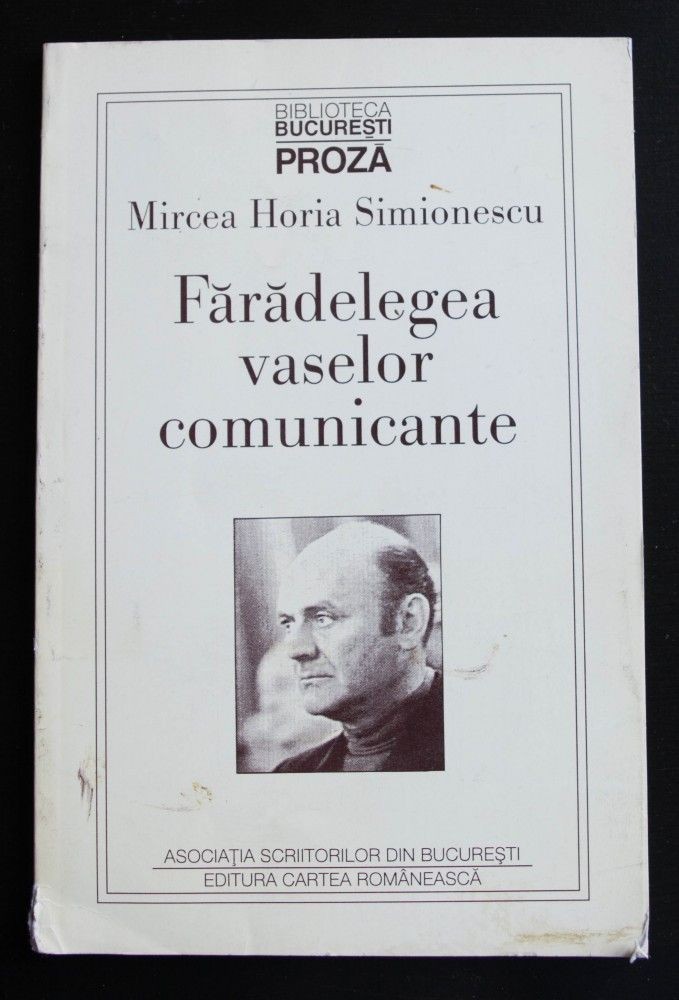 BIBLIOTECA
BUCUREȘTI
PROZĂ
Mircea Horia Simionescu
Fărădelegea
vaselor
comunicante
ASOCIAȚIA SCRIITORILOR DIN BUCUREȘTI
EDITURA CARTEA ROMÂNEASCĂ